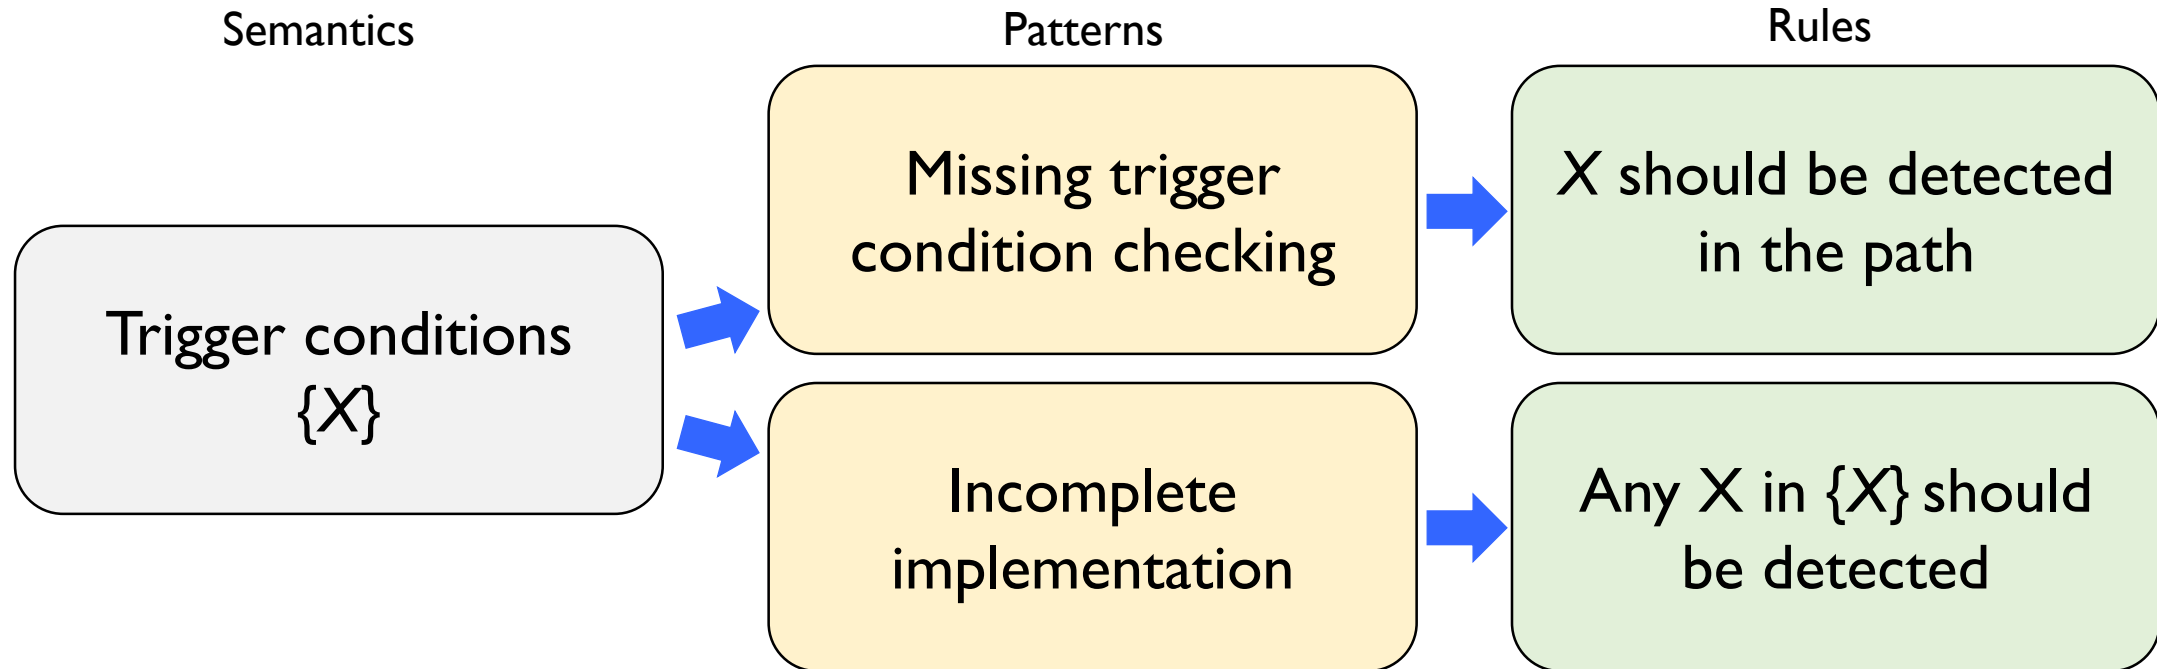 Semantics
Patterns
Rules
Trigger conditions
{X}
Missing trigger
condition checking
X should be detected
in the path
Incomplete
implementation
Any X in {X} should
be detected